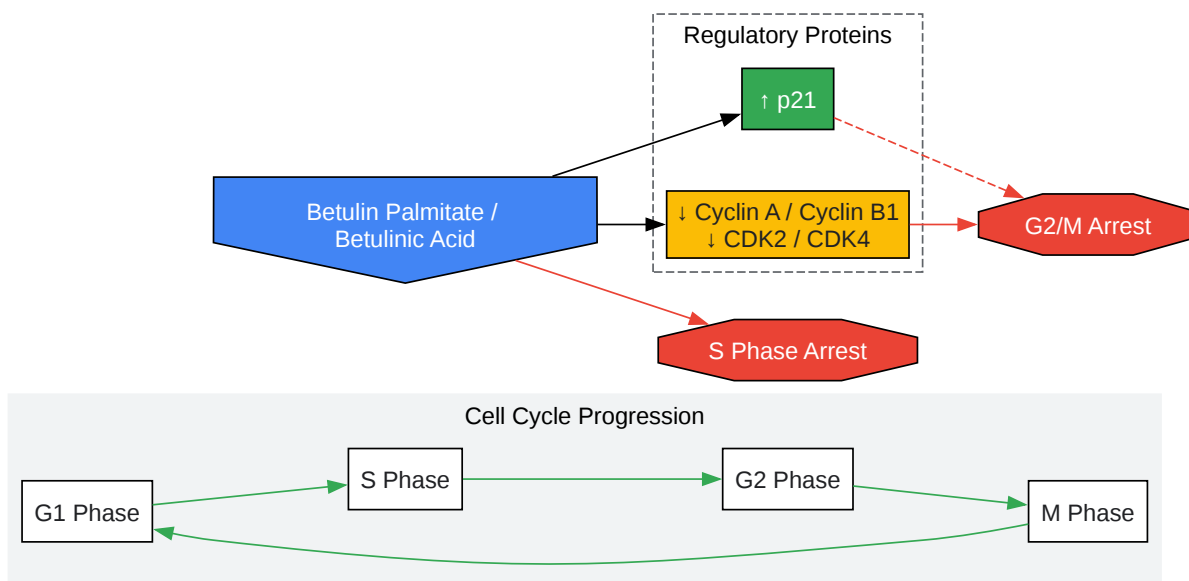 Regulatory Proteins
↑ p21
Betulin Palmitate /
Betulinic Acid
↓ Cyclin A / Cyclin B1
↓ CDK2 / CDK4
G2/M Arrest
S Phase Arrest
Cell Cycle Progression
G1 Phase
S Phase
G2 Phase
M Phase